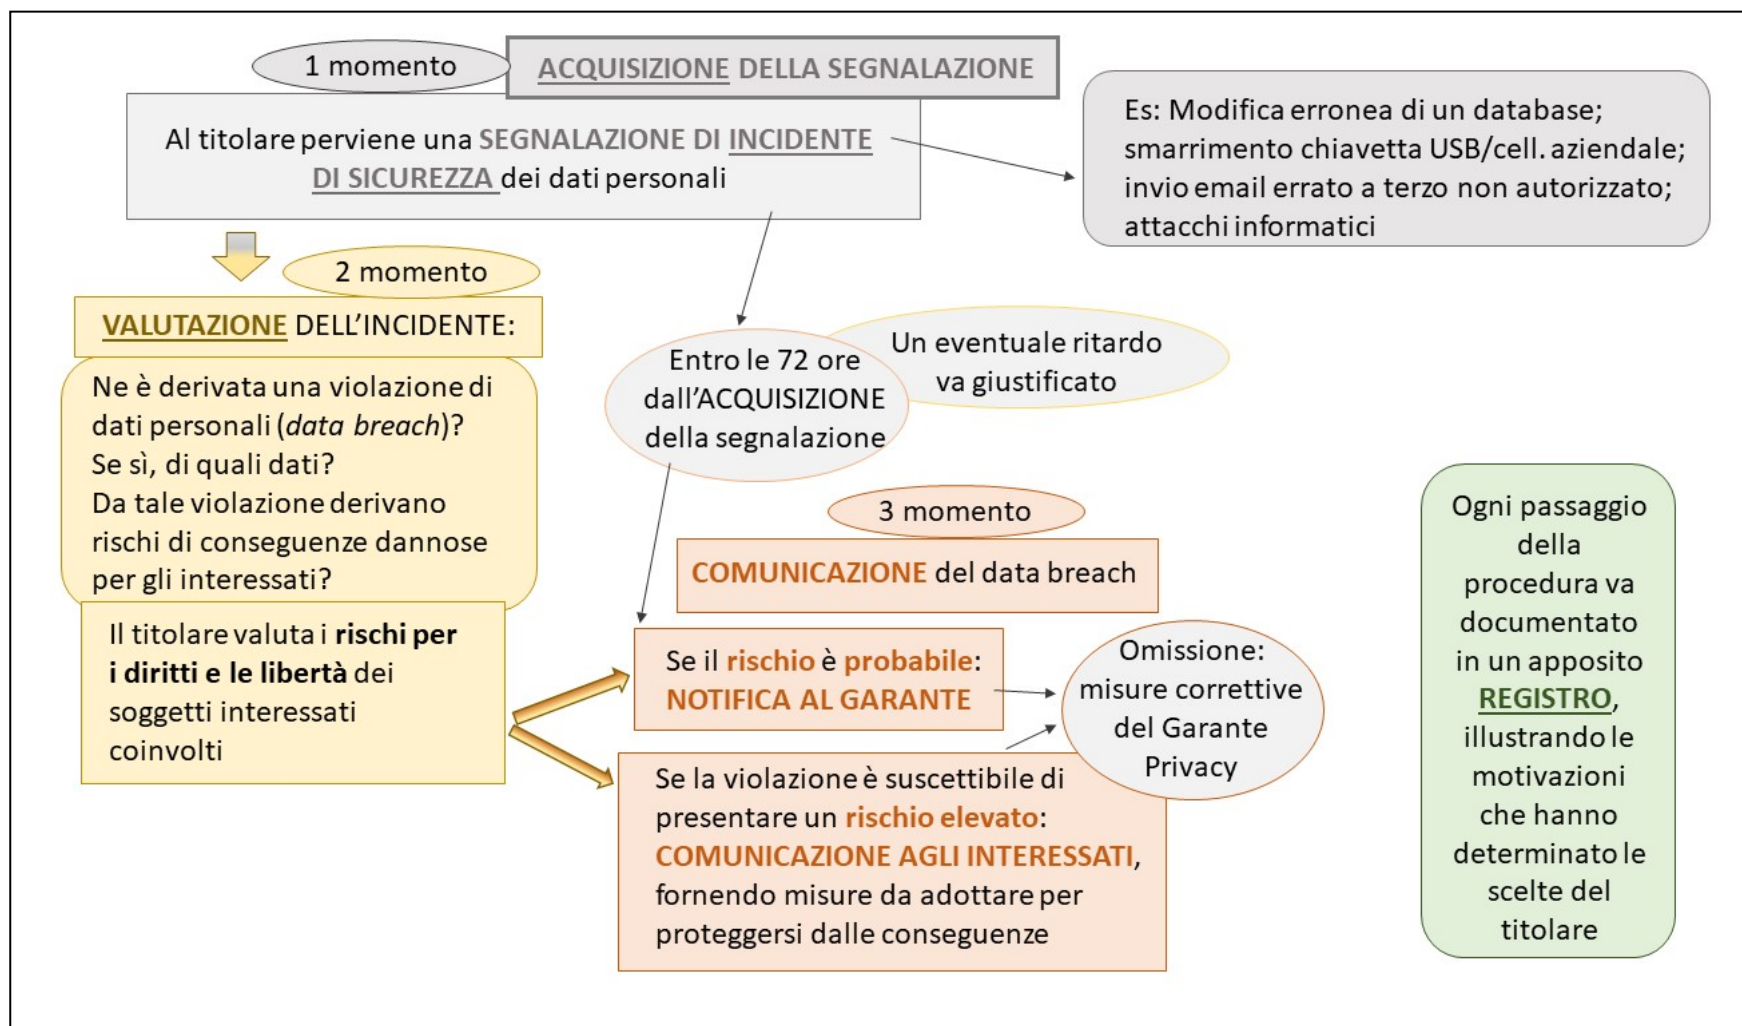 1 momento
ACQUISIZIONE DELLA SEGNALAZIONE
Al titolare perviene una SEGNALAZIONE DI INCIDENTE
DI SICUREZZA dei dati personali
Es: Modifica erronea di un database;
smarrimento chiavetta USB/cell. aziendale;
invio email errato a terzo non autorizzato;
attacchi informatici
2 momento
VALUTAZIONE DELL’INCIDENTE:
Ne è derivata una violazione di
dati personali (data breach)?
Se sì, di quali dati?
Da tale violazione derivano
rischi di conseguenze dannose
per gli interessati?
Il titolare valuta i rischi per
i diritti e le libertà dei
soggetti interessati
coinvolti
Entro le 72 ore
dall’ACQUISIZIONE
della segnalazione
Un eventuale ritardo
va giustificato
3 momento
COMUNICAZIONE del data breach
Se il rischio è probabile:
NOTIFICA AL GARANTE
Se la violazione è suscettibile di
presentare un rischio elevato:
COMUNICAZIONE AGLI INTERESSATI,
fornendo misure da adottare per
proteggersi dalle conseguenze
Omissione:
misure correttive
del Garante
Privacy
Ogni passaggio
della
procedura va
documentato
in un apposito
REGISTRO,
illustrando le
motivazioni
che hanno
determinato le
scelte del
titolare